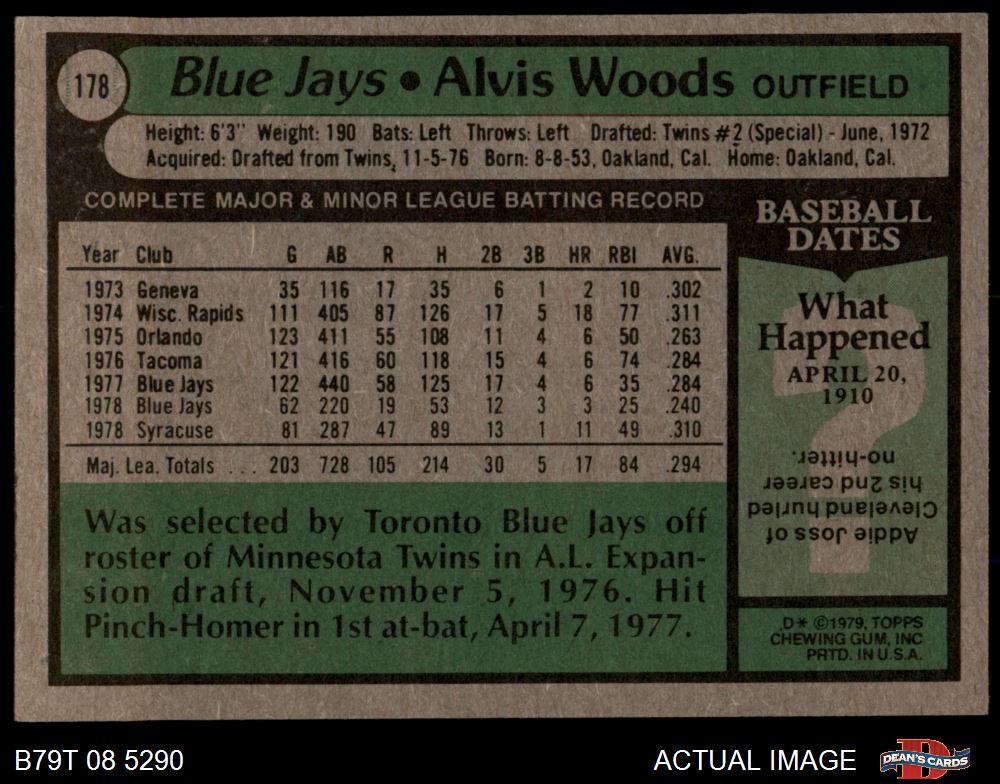 178
Blue Jays • Alvis Woods OUTFIELD
Height: 6'3" Weight: 190 Bats: Left Throws: Left Drafted: Twins #2 (Special) - June, 1972
Acquired: Drafted from Twins, 11-5-76 Born: 8-8-53, Oakland, Cal. Home: Oakland, Cal.
COMPLETE MAJOR & MINOR LEAGUE BATTING RECORD
Year Club G AB R H 2B 3B HR RBI AVG.
1973 Geneva 35 116 17 35 6 1 2 10 .302
1974 Wisc. Rapids 111 405 87 126 17 5 18 77 .311
1975 Orlando 123 411 55 108 11 4 6 50 .263
1976 Tacoma 121 416 60 118 15 4 6 74 .284
1977 Blue Jays 122 440 58 125 17 4 6 35 .284
1978 Blue Jays 62 220 19 53 12 3 3 25 .240
1978 Syracuse 81 287 47 89 13 1 11 49 .310
Maj. Lea. Totals . . . 203 728 105 214 30 5 17 84 .294
Was selected by Toronto Blue Jays off
roster of Minnesota Twins in A.L. Expan-
sion draft, November 5, 1976. Hit
Pinch-Homer in 1st at-bat, April 7, 1977.
BASEBALL
DATES
What
Happened
APRIL 20,
1910
Addie Joss of
Cleveland hurled
his 2nd career
no-hitter.
D* ©1979, TOPPS
CHEWING GUM, INC
PRTD. IN U.S.A.
B79T 08 5290
ACTUAL IMAGE
DEAN'S CARDS